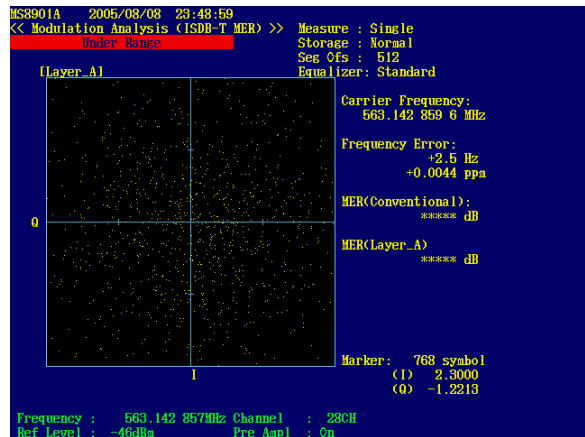 MS8901A 2005/08/08 23:48:59
<< Modulation Analysis (ISDB-T MER) >>
Under Range
Measure : Single
Storage : Normal
Seg Ofs : 512
Equalizer: Standard
[Layer_A]
Carrier Frequency:
563.142 859 6 MHz
Frequency Error:
+2.5 Hz
+0.0044 ppm
MER(Conventional):
***** dB
MER(Layer_A)
***** dB
Q
I
Marker: 768 symbol
(I) 2.3000
(Q) -1.2213
Frequency : 563.142 857MHz Channel : 28CH
Ref Level : -46dBm Pre Ampl : On